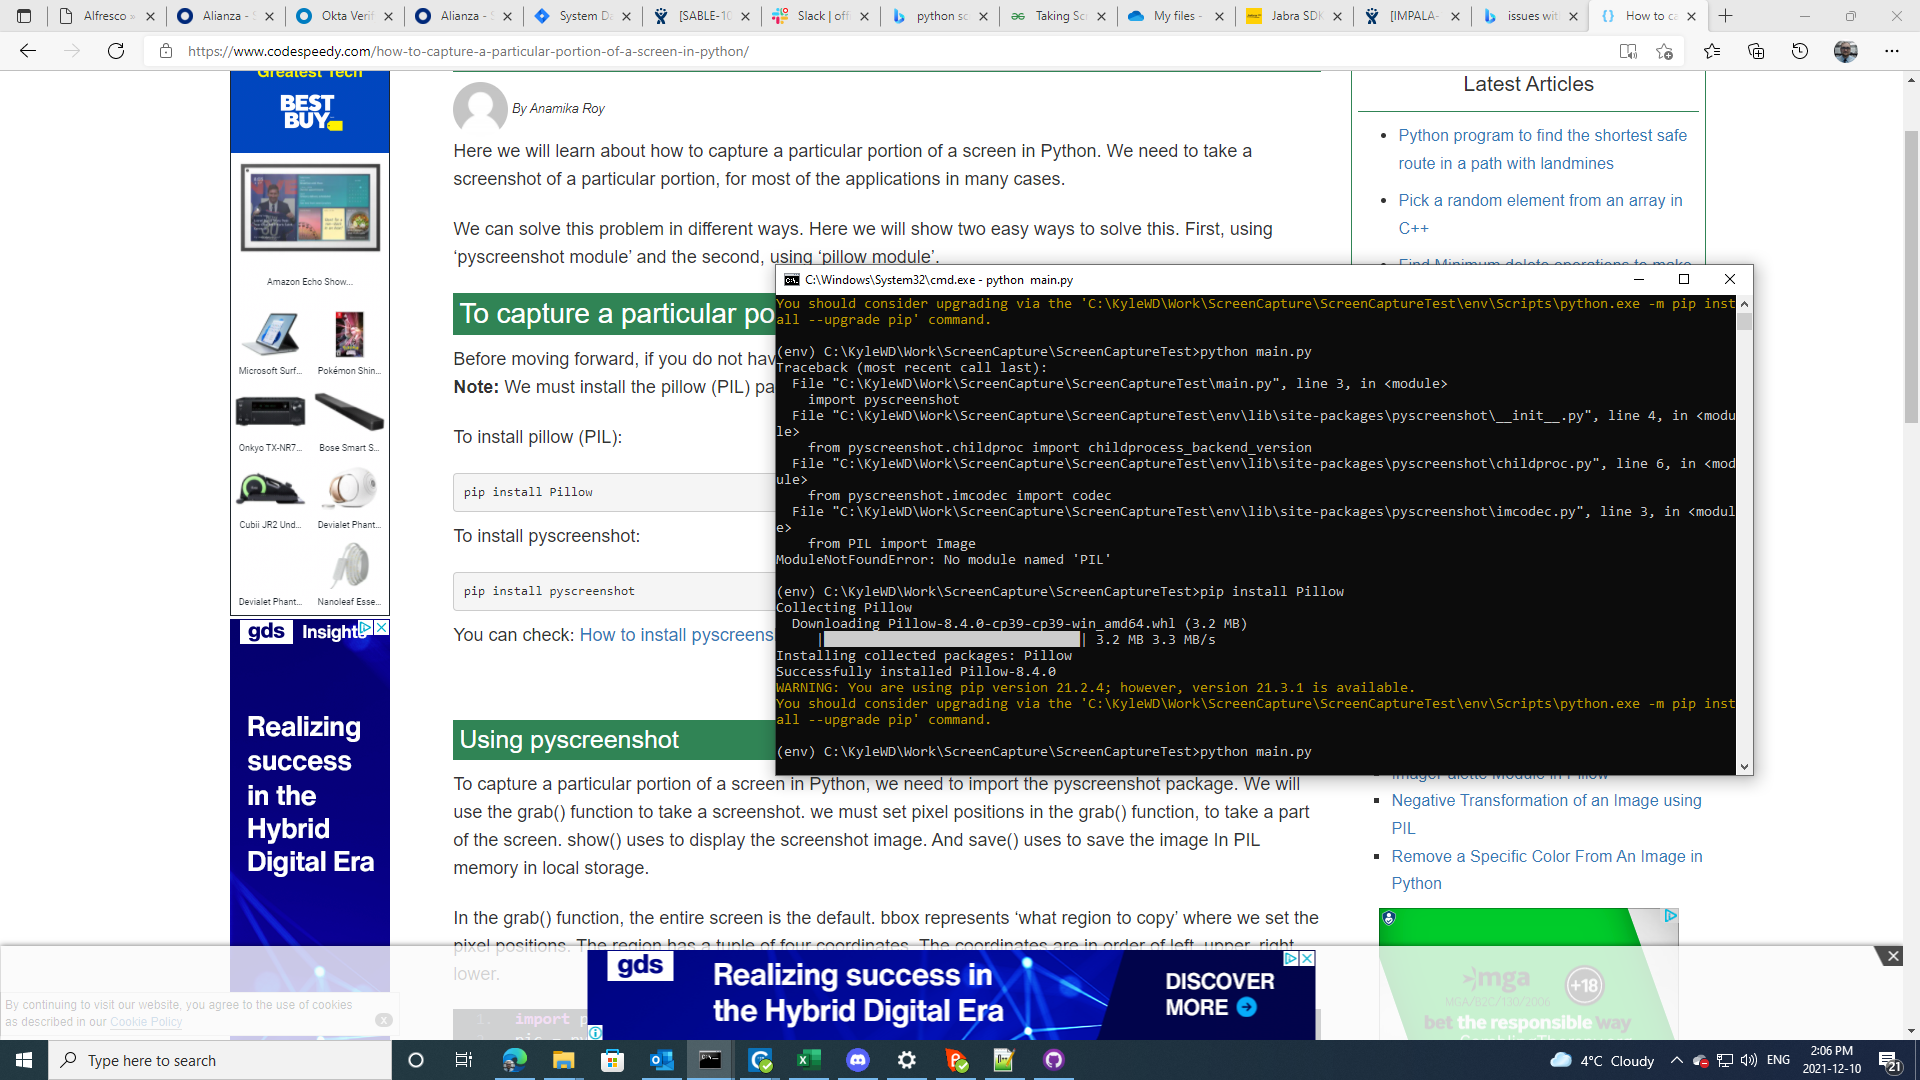 Alfresco »
Alianza - S
Okta Verif
Alianza - S
System Da
[SABLE-10
Slack | offi
python sc
Taking Scr
My files -
Jabra SDK
[IMPALA-
issues wit
How to ca
https://www.codespeedy.com/how-to-capture-a-particular-portion-of-a-screen-in-python/
Greatest Tech
BEST
BUY
Amazon Echo Show...
Microsoft Surf...
Pokémon Shin...
Onkyo TX-NR7...
Bose Smart S...
Cubii JR2 Und...
Devialet Phant...
Devialet Phant...
Nanoleaf Esse...
gds Insights
Realizing
success
in the
Hybrid
Digital Era
By Anamika Roy
Here we will learn about how to capture a particular portion of a screen in Python. We need to take a
screenshot of a particular portion, for most of the applications in many cases.
We can solve this problem in different ways. Here we will show two easy ways to solve this. First, using
‘pyscreenshot module’ and the second, using ‘pillow module’.
To capture a particular po
Before moving forward, if you do not hav
Note: We must install the pillow (PIL) pa
To install pillow (PIL):
pip install Pillow
To install pyscreenshot:
pip install pyscreenshot
You can check: How to install pyscreens
Using pyscreenshot
To capture a particular portion of a screen in Python, we need to import the pyscreenshot package. We will
use the grab() function to take a screenshot. we must set pixel positions in the grab() function, to take a part
of the screen. show() uses to display the screenshot image. And save() uses to save the image In PIL
memory in local storage.
In the grab() function, the entire screen is the default. bbox represents ‘what region to copy’ where we set the
pixel positions. The region has a tuple of four coordinates. The coordinates are in order of left, upper, right,
lower.
1. import p
Latest Articles
Python program to find the shortest safe
route in a path with landmines
Pick a random element from an array in
C++
Find Minimum delete operations to make
C:\Windows\System32\cmd.exe - python  main.py
You should consider upgrading via the 'C:\KyleWD\Work\ScreenCapture\ScreenCaptureTest\env\Scripts\python.exe -m pip inst
all --upgrade pip' command.
(env) C:\KyleWD\Work\ScreenCapture\ScreenCaptureTest>python main.py
Traceback (most recent call last):
File "C:\KyleWD\Work\ScreenCapture\ScreenCaptureTest\main.py", line 3, in <module>
import pyscreenshot
File "C:\KyleWD\Work\ScreenCapture\ScreenCaptureTest\env\lib\site-packages\pyscreenshot\__init__.py", line 4, in <modu
le>
from pyscreenshot.childproc import childprocess_backend_version
File "C:\KyleWD\Work\ScreenCapture\ScreenCaptureTest\env\lib\site-packages\pyscreenshot\childproc.py", line 6, in <mod
ule>
from pyscreenshot.imcodec import codec
File "C:\KyleWD\Work\ScreenCapture\ScreenCaptureTest\env\lib\site-packages\pyscreenshot\imcodec.py", line 3, in <modul
e>
from PIL import Image
ModuleNotFoundError: No module named 'PIL'
(env) C:\KyleWD\Work\ScreenCapture\ScreenCaptureTest>pip install Pillow
Collecting Pillow
Downloading Pillow-8.4.0-cp39-cp39-win_amd64.whl (3.2 MB)
| | 3.2 MB 3.3 MB/s
Installing collected packages: Pillow
Successfully installed Pillow-8.4.0
WARNING: You are using pip version 21.2.4; however, version 21.3.1 is available.
You should consider upgrading via the 'C:\KyleWD\Work\ScreenCapture\ScreenCaptureTest\env\Scripts\python.exe -m pip inst
all --upgrade pip' command.
(env) C:\KyleWD\Work\ScreenCapture\ScreenCaptureTest>python main.py
ImagePalette Module in Pillow
Negative Transformation of an Image using
PIL
Remove a Specific Color From An Image in
Python
mga
MGA/B2C/130/2006
+18
bet the responsible way
By continuing to visit our website, you agree to the use of cookies
as described in our Cookie Policy
x
gds
Realizing success in
the Hybrid Digital Era
DISCOVER
MORE
Type here to search
4°C Cloudy
ENG
2:06 PM
2021-12-10
21